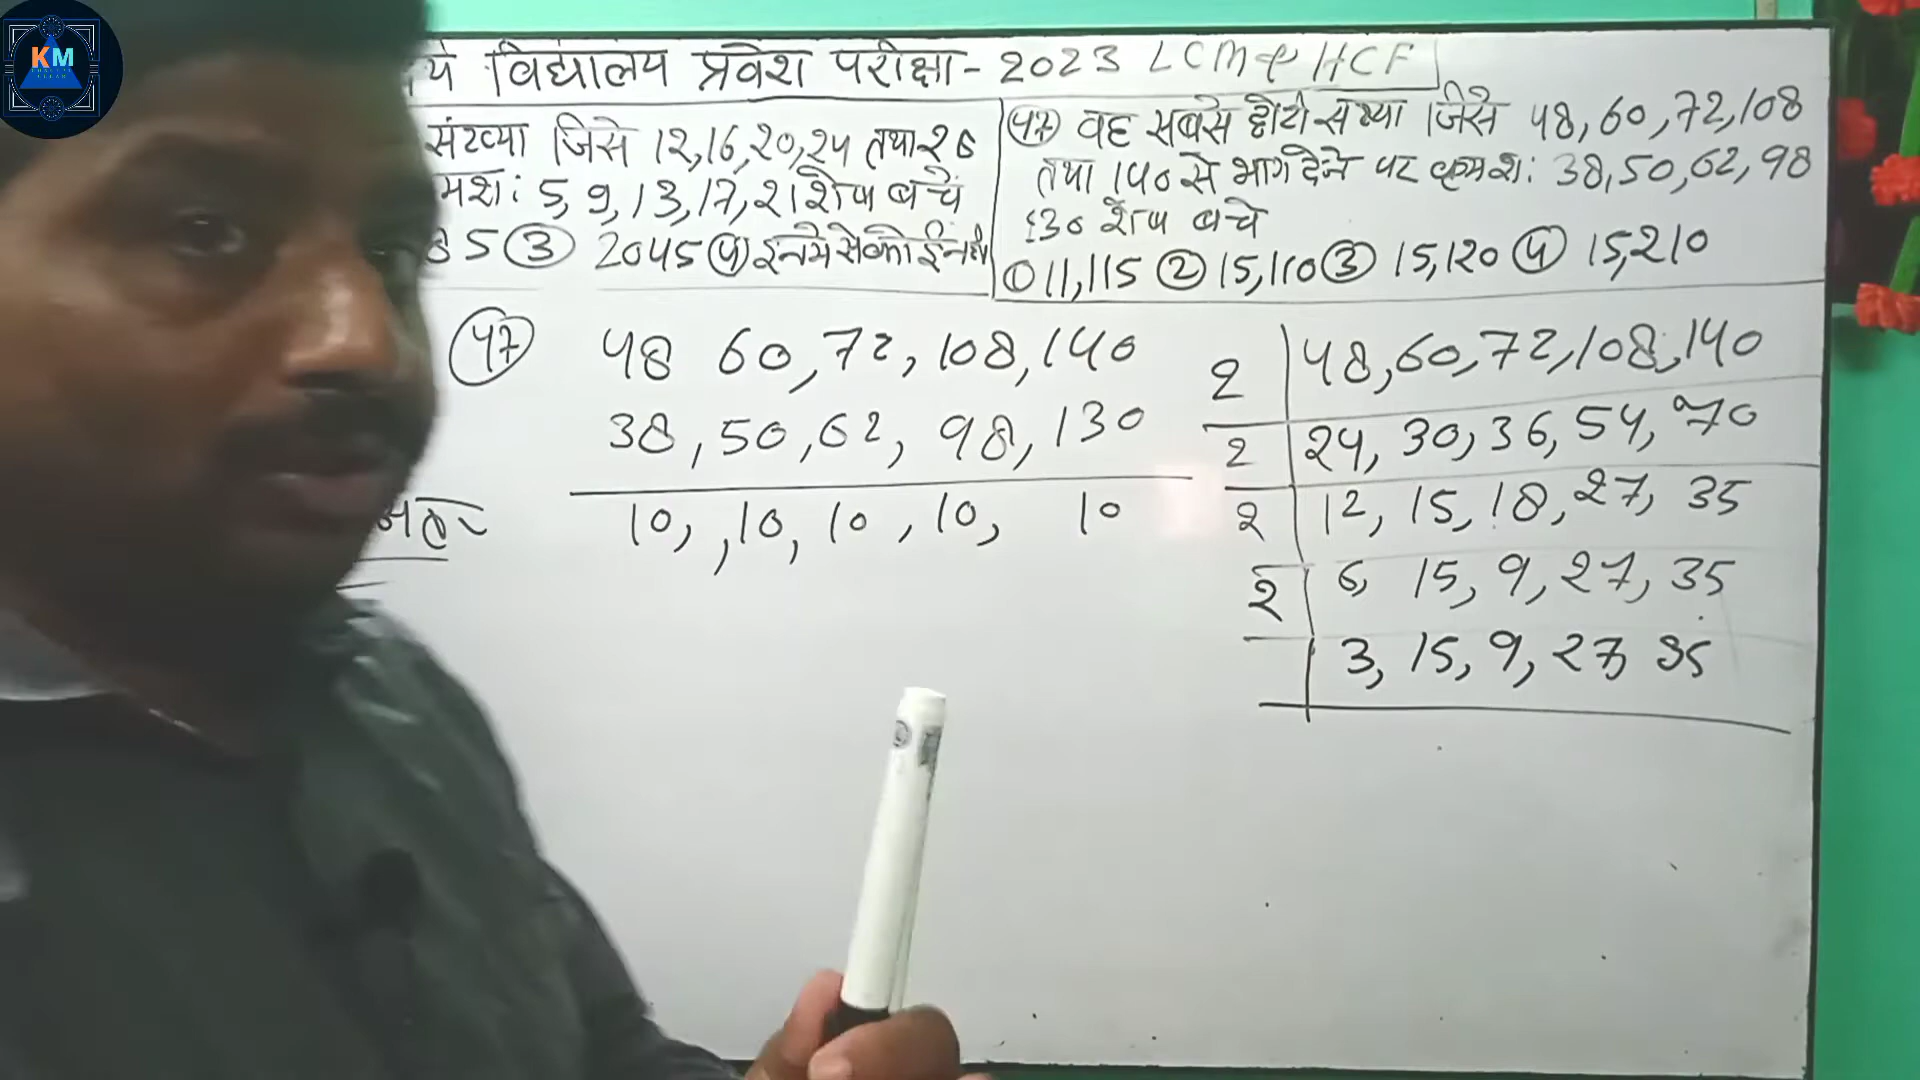 KM
विद्यालय प्रवेश परीक्षा - 2023 LCM & HCF
संख्या जिसे 12,16,20,24 तथा 28
मश: 5, 9, 13, 17, 21 शेष बचे
85 ③ 2045 ④ इनमे से कोई नही
47 वह सबसे छोटी संख्या जिसे 48, 60, 72, 108
तथा 140 से भाग देने पर क्रमश: 38, 50, 62, 98
130 शेष बचे
① 11,115 ② 15,110 ③ 15,120 ④ 15,210
47
48 60, 72, 108, 140
38, 50, 62, 98, 130
10, , 10, 10, 10, 10
2 48, 60, 72, 108, 140
2 24, 30, 36, 54, 70
2 12, 15, 18, 27, 35
2 6 15, 9, 27, 35
3, 15, 9, 27, 35